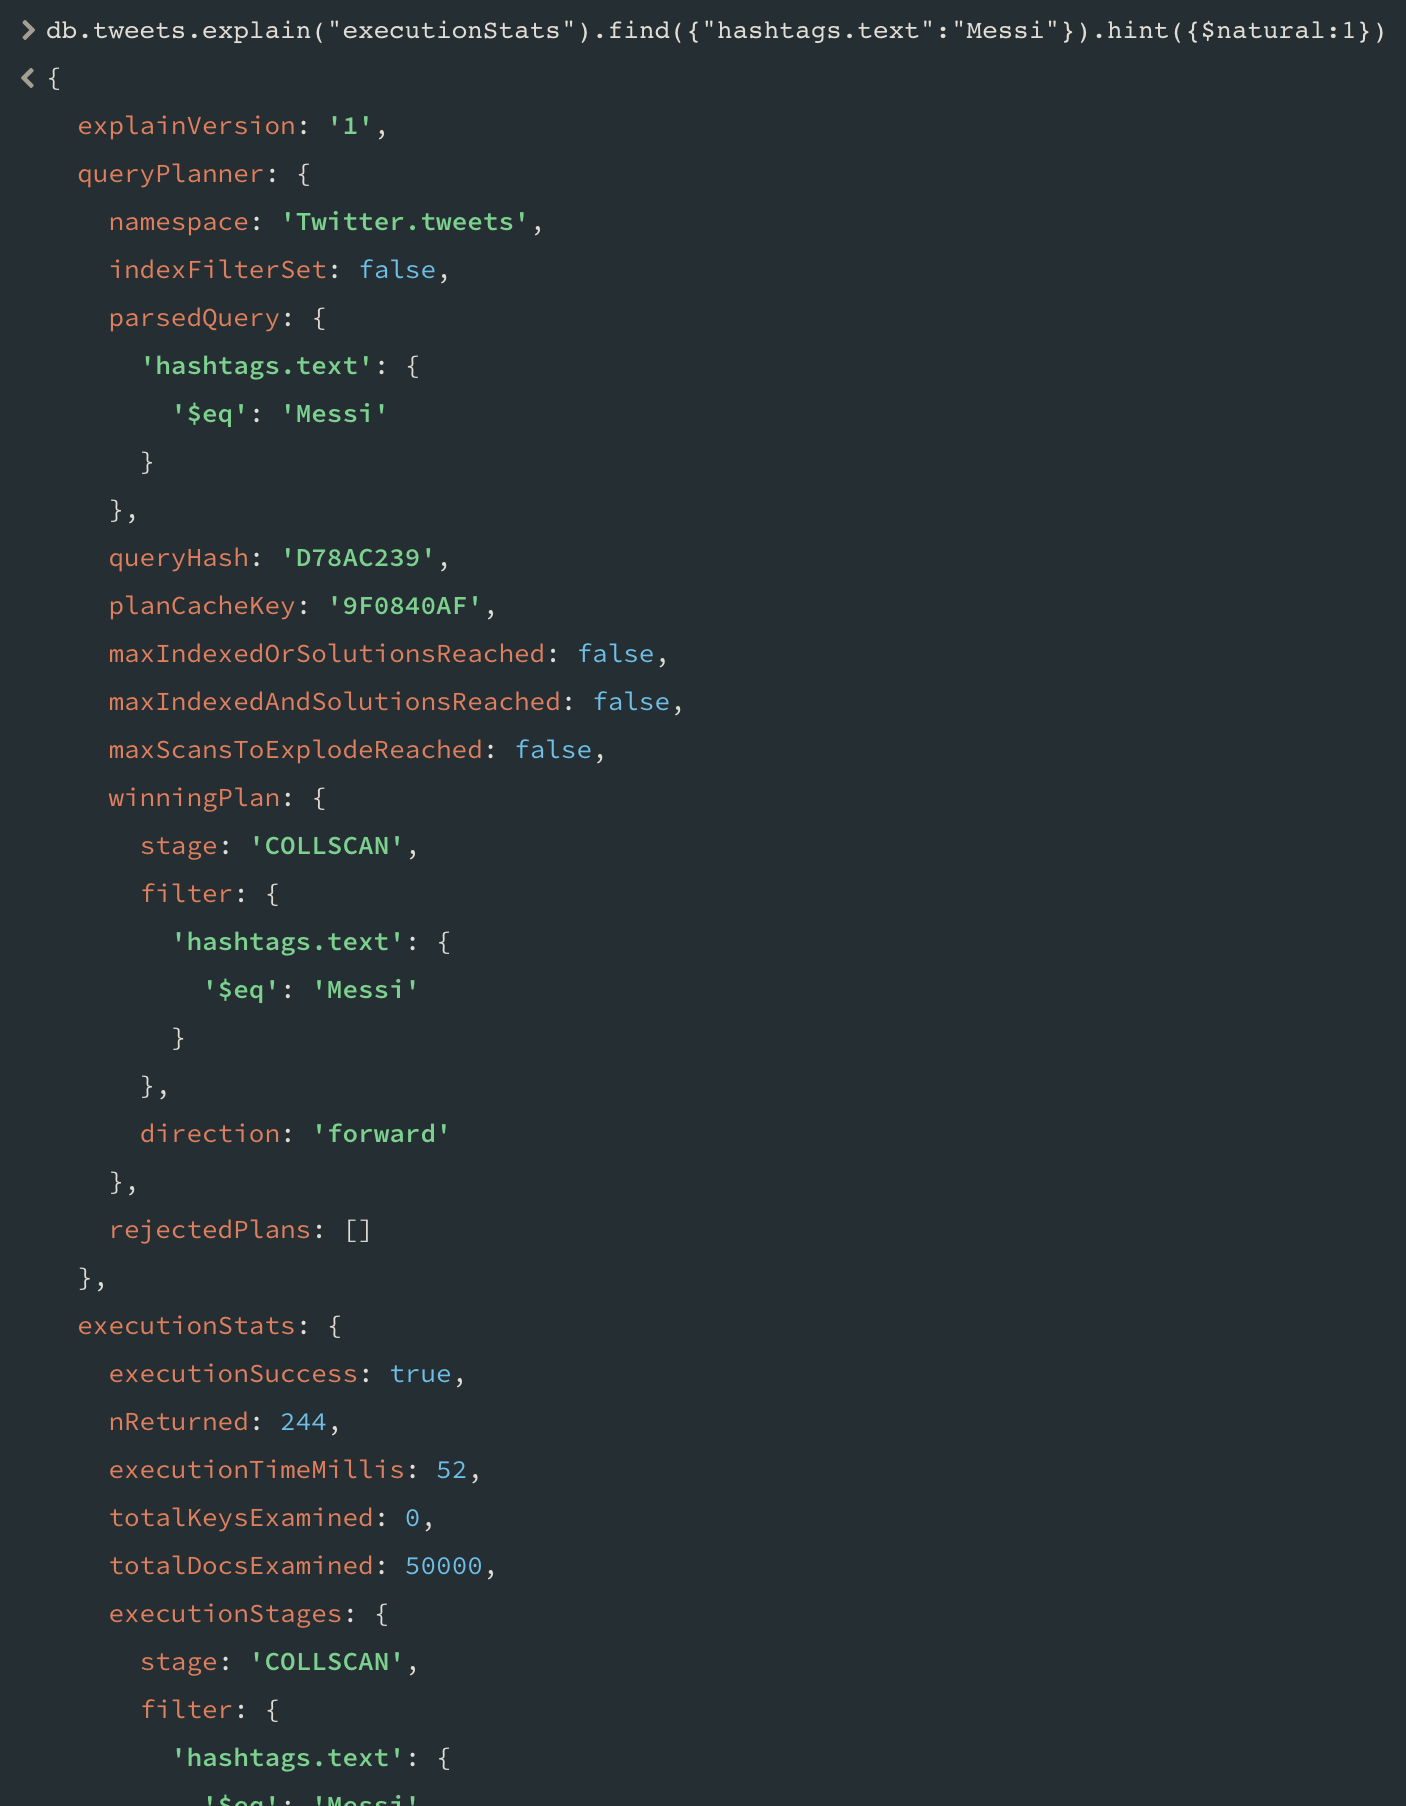 db.tweets.explain("executionStats").find({"hashtags.text":"Messi"}).hint({$natural:1})
{
explainVersion: '1',
queryPlanner: {
namespace: 'Twitter.tweets',
indexFilterSet: false,
parsedQuery: {
'hashtags.text': {
'$eq': 'Messi'
}
},
queryHash: 'D78AC239',
planCacheKey: '9F0840AF',
maxIndexedOrSolutionsReached: false,
maxIndexedAndSolutionsReached: false,
maxScansToExplodeReached: false,
winningPlan: {
stage: 'COLLSCAN',
filter: {
'hashtags.text': {
'$eq': 'Messi'
}
},
direction: 'forward'
},
rejectedPlans: []
},
executionStats: {
executionSuccess: true,
nReturned: 244,
executionTimeMillis: 52,
totalKeysExamined: 0,
totalDocsExamined: 50000,
executionStages: {
stage: 'COLLSCAN',
filter: {
'hashtags.text': {
'$eq': 'Messi'